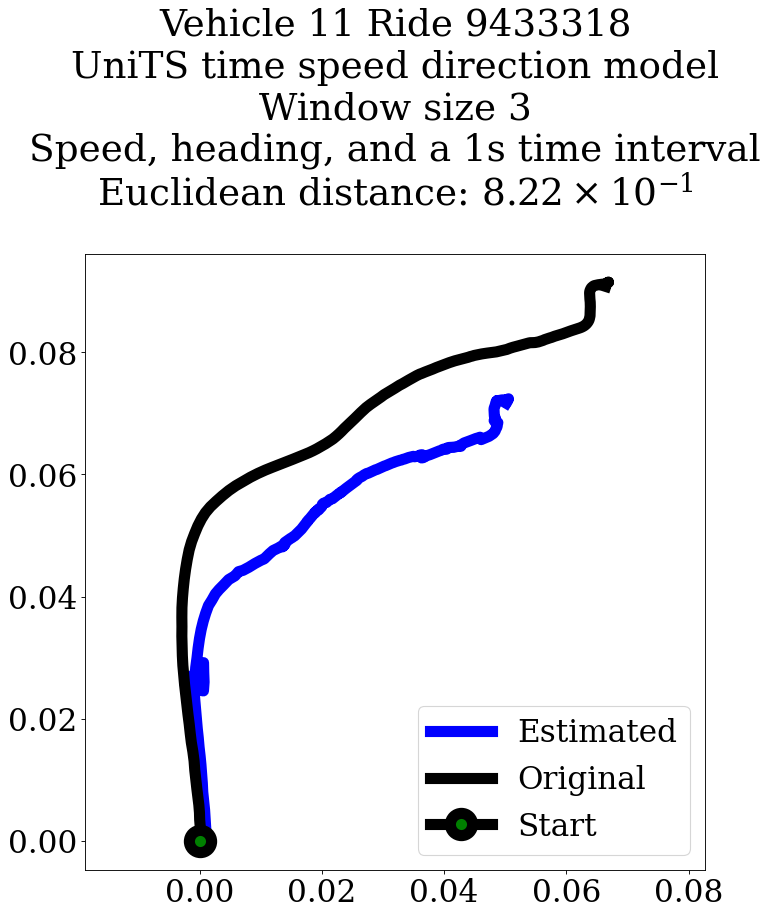 Vehicle 11 Ride 9433318
UniTS time speed direction model
Window size 3
Speed, heading, and a 1s time interval
Euclidean distance: 8.22 × 10⁻¹
0.08
0.06
0.04
0.02
0.00
Estimated
Original
Start
0.00 0.02 0.04 0.06 0.08